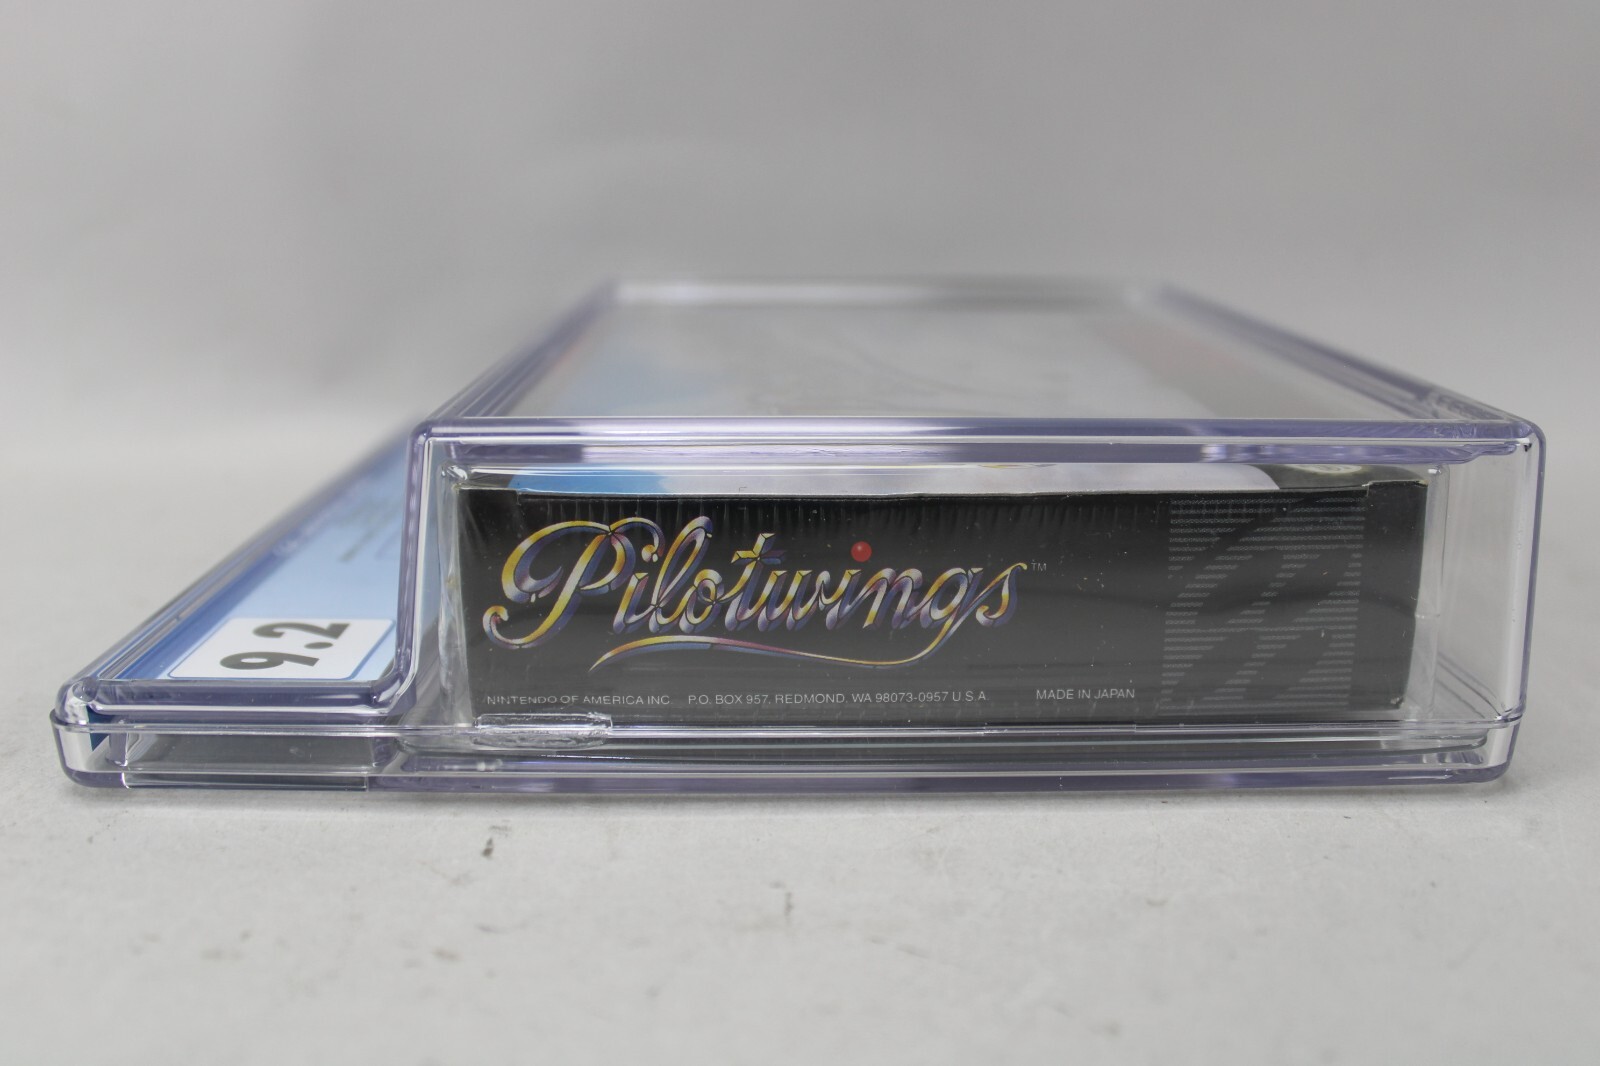 9.2
Pilotwings™
NINTENDO OF AMERICA INC. P.O. BOX 957, REDMOND, WA 98073-0957 U.S.A. MADE IN JAPAN